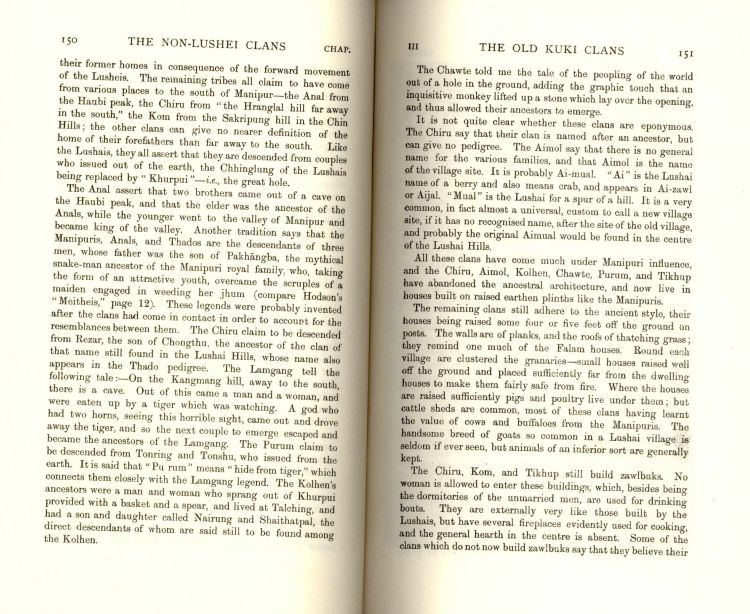 150 THE NON-LUSHEI CLANS CHAP.
their former homes in consequence of the forward movement
of the Lusheis. The remaining tribes all claim to have come
from various places to the south of Manipur—the Anal from
the Haubi peak, the Chiru from "the Hranglal hill far away
in the south," the Kom from the Sakripung hill in the Chin
Hills; the other clans can give no nearer definition of the
home of their forefathers than far away to the south. Like
the Lushais, they all assert that they are descended from couples
who issued out of the earth, the Chhinglung of the Lushais
being replaced by "Khurpui"—i.e., the great hole.
The Anal assert that two brothers came out of a cave on
the Haubi peak, and that the elder was the ancestor of the
Anals, while the younger went to the valley of Manipur and
became king of the valley. Another tradition says that the
Manipuris, Anals, and Thados are the descendants of three
men, whose father was the son of Pakhângba, the mythical
snake-man ancestor of the Manipuri royal family, who, taking
the form of an attractive youth, overcame the scruples of a
maiden engaged in weeding her jhum (compare Hodson's
"Meitheis," page 12). These legends were probably invented
after the clans had come in contact in order to account for the
resemblances between them. The Chiru claim to be descended
from Rezar, the son of Chongthu, the ancestor of the clan of
that name still found in the Lushai Hills, whose name also
appears in the Thado pedigree. The Lamgang tell the
following tale:—On the Kangmang hill, away to the south,
there is a cave. Out of this came a man and a woman, and
were eaten up by a tiger which was watching. A god who
had two horns, seeing this horrible sight, came out and drove
away the tiger, and so the next couple to emerge escaped and
became the ancestors of the Lamgang. The Purum claim to
be descended from Tonring and Tonshu, who issued from the
earth. It is said that "Pu rum" means "hide from tiger," which
connects them closely with the Lamgang legend. The Kolhen's
ancestors were a man and woman who sprang out of Khurpui
provided with a basket and a spear, and lived at Talching, and
had a son and daughter called Nairung and Shaithatpal, the
direct descendants of whom are said still to be found among
the Kolhen.
III THE OLD KUKI CLANS 151
The Chawte told me the tale of the peopling of the world
out of a hole in the ground, adding the graphic touch that an
inquisitive monkey lifted up a stone which lay over the opening,
and thus allowed their ancestors to emerge.
It is not quite clear whether these clans are eponymous.
The Chiru say that their clan is named after an ancestor, but
can give no pedigree. The Aimol say that there is no general
name for the various families, and that Aimol is the name
of the village site. It is probably Ai-mual. "Ai" is the Lushai
name of a berry and also means crab, and appears in Ai-zawl
or Aijal. "Mual" is the Lushai for a spur of a hill. It is a very
common, in fact almost a universal, custom to call a new village
site, if it has no recognised name, after the site of the old village,
and probably the original Aimual would be found in the centre
of the Lushai Hills.
All these clans have come under Manipuri influence,
and the Chiru, Aimol, Kolhen, Chawte, Purum, and Tikhup
have abandoned the ancestral architecture, and now live in
houses built on raised earthen plinths like the Manipuris.
The remaining clans still adhere to the ancient style, their
houses being raised some four or five feet off the ground on
posts. The walls are of planks, and the roofs of thatching grass;
they remind one much of the Falam houses. Round each
village are clustered the granaries—small houses raised well
off the ground and placed sufficiently far from the dwelling
houses to make them fairly safe from fire. Where the houses
are raised sufficiently pigs and poultry live under them; but
cattle sheds are common, most of these clans having learnt
the value of cows and buffaloes from the Manipuris. The
handsome breed of goats so common in a Lushai village is
seldom if ever seen, but animals of an inferior sort are generally
kept.
The Chiru, Kom, and Tikhup still build zawlbuks. No
woman is allowed to enter these buildings, which, besides being
the dormitories of the unmarried men, are used for drinking
bouts. They are externally very like those built by the
Lushais, but have several fireplaces evidently used for cooking,
and the general hearth in the centre is absent. Some of the
clans which do not now build zawlbuks say that they believe their